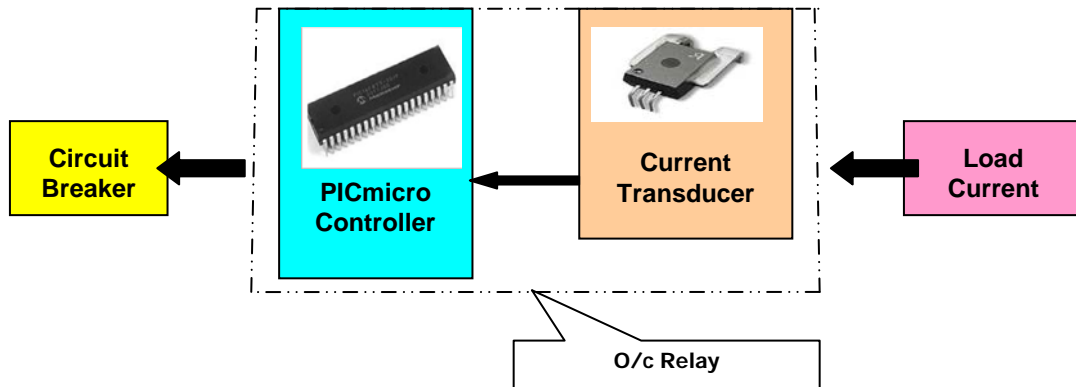 Circuit
Breaker
PICmicro
Controller
Current
Transducer
Load
Current
O/c Relay